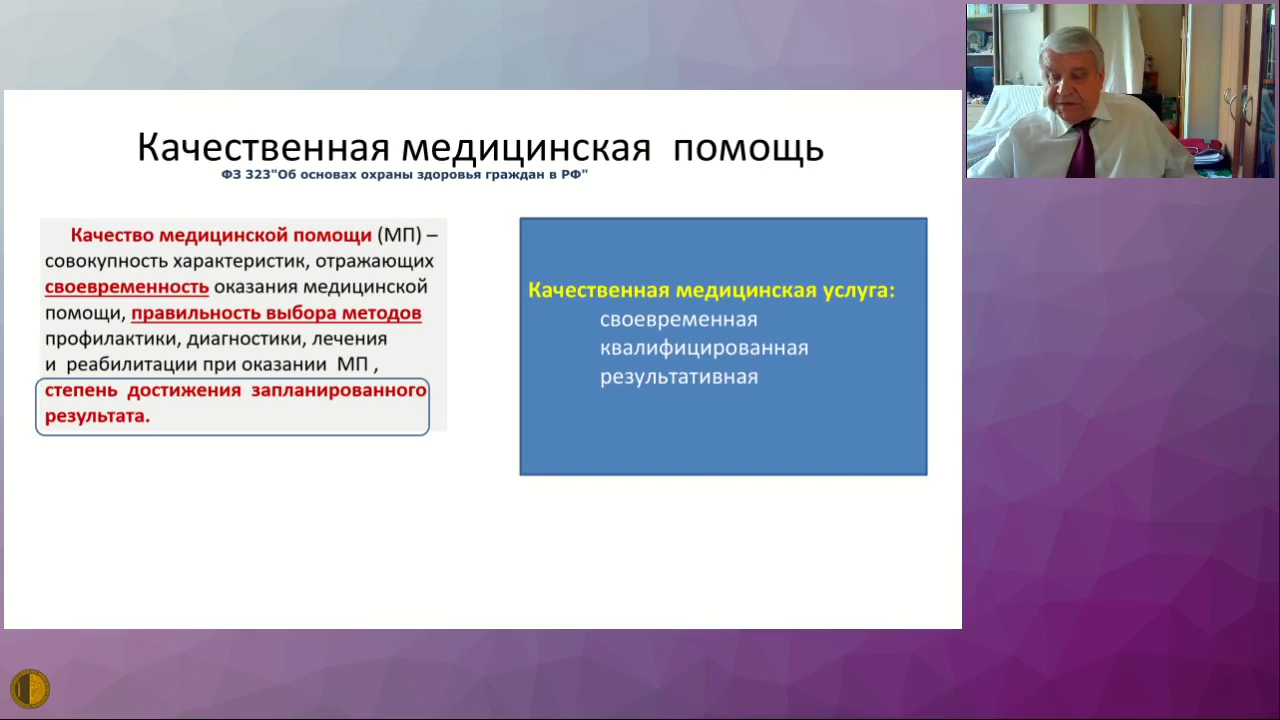 Качественная медицинская помощь
ФЗ 323"Об основах охраны здоровья граждан в РФ"
Качество медицинской помощи (МП) –
совокупность характеристик, отражающих
своевременность оказания медицинской
помощи, правильность выбора методов
профилактики, диагностики, лечения
и реабилитации при оказании МП ,
степень достижения запланированного
результата.
Качественная медицинская услуга:
своевременная
квалифицированная
результативная